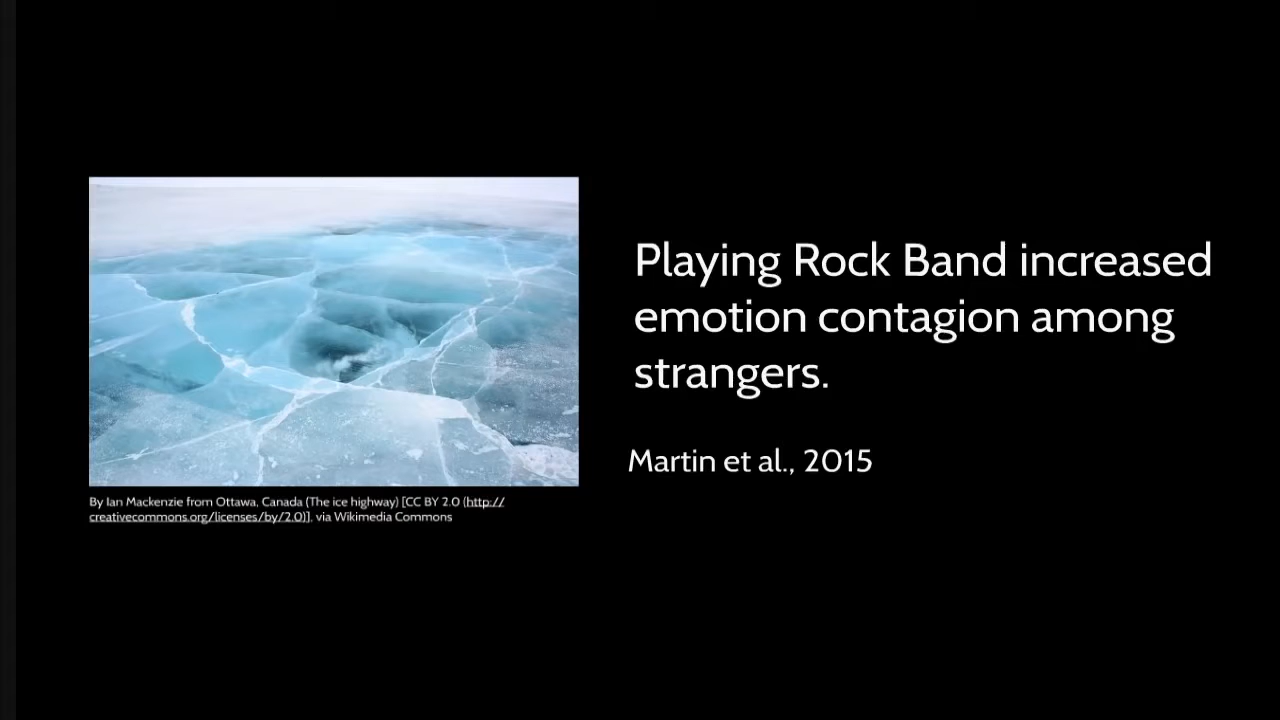 Playing Rock Band increased
emotion contagion among
strangers.
Martin et al., 2015
By Ian Mackenzie from Ottawa, Canada (The ice highway) [CC BY 2.0 (http://
creativecommons.org/licenses/by/2.0)], via Wikimedia Commons